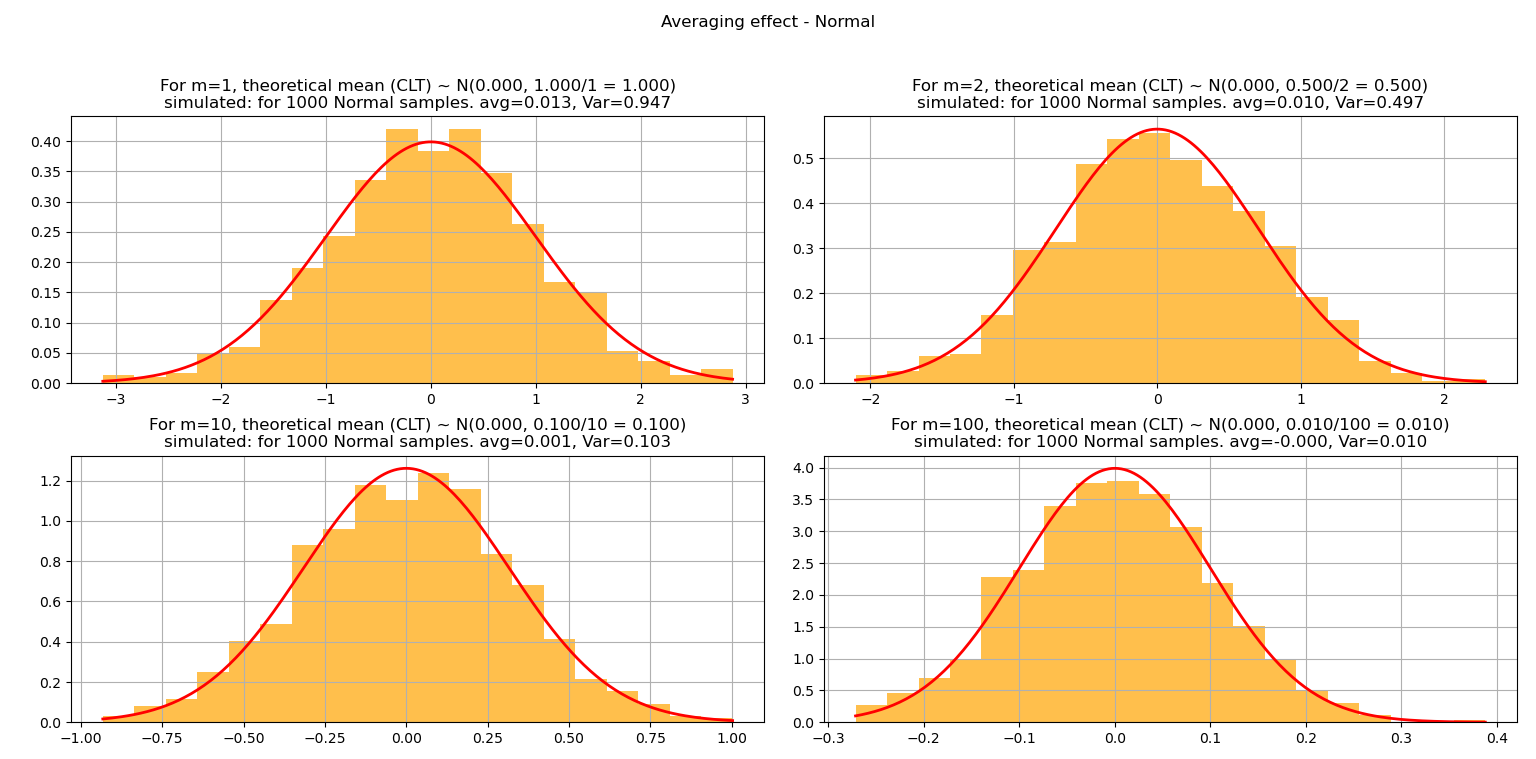 Averaging effect - Normal
For m=1, theoretical mean (CLT) ~ N(0.000, 1.000/1 = 1.000)
simulated: for 1000 Normal samples. avg=0.013, Var=0.947
0.40
0.35
0.30
0.25
0.20
0.15
0.10
0.05
0.00
−3 −2 −1 0 1 2 3
For m=2, theoretical mean (CLT) ~ N(0.000, 0.500/2 = 0.500)
simulated: for 1000 Normal samples. avg=0.010, Var=0.497
0.5
0.4
0.3
0.2
0.1
0.0
−2 −1 0 1 2
For m=10, theoretical mean (CLT) ~ N(0.000, 0.100/10 = 0.100)
simulated: for 1000 Normal samples. avg=0.001, Var=0.103
1.2
1.0
0.8
0.6
0.4
0.2
0.0
−1.00 −0.75 −0.50 −0.25 0.00 0.25 0.50 0.75 1.00
For m=100, theoretical mean (CLT) ~ N(0.000, 0.010/100 = 0.010)
simulated: for 1000 Normal samples. avg=-0.000, Var=0.010
4.0
3.5
3.0
2.5
2.0
1.5
1.0
0.5
0.0
−0.3 −0.2 −0.1 0.0 0.1 0.2 0.3 0.4